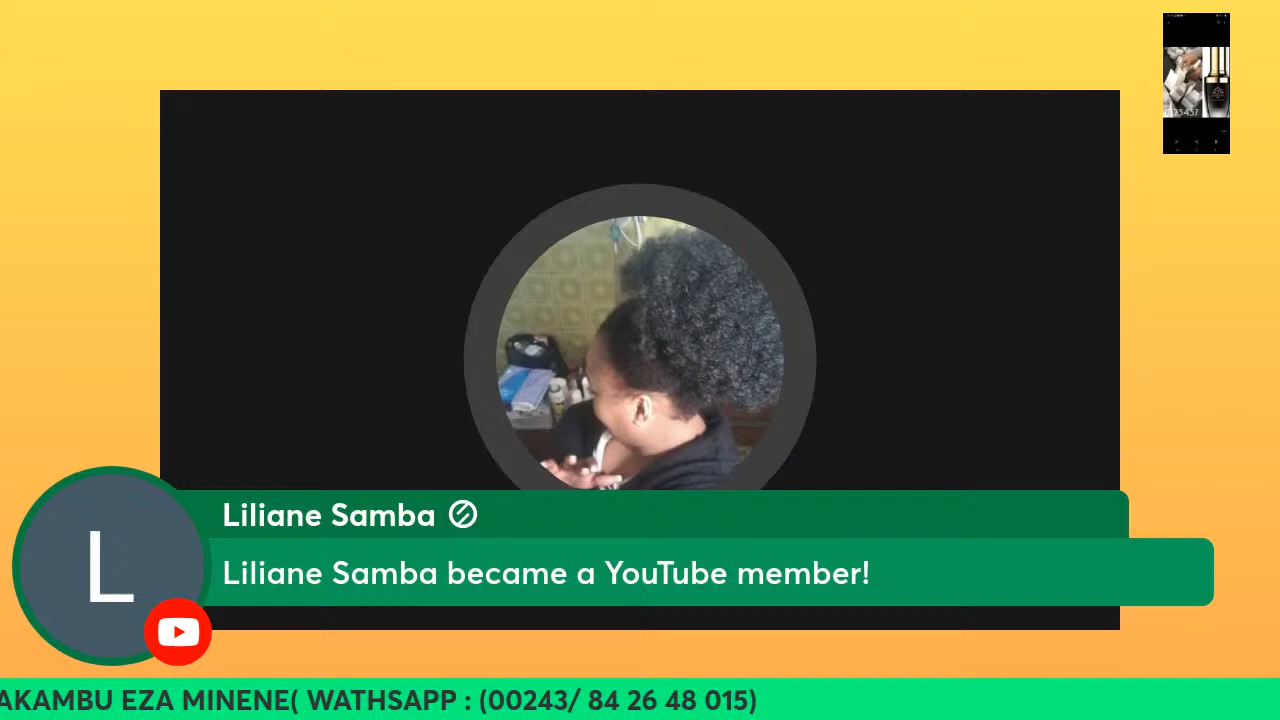 Liliane Samba
L
Liliane Samba became a YouTube member!
AKAMBU EZA MINENE( WATHSAPP : (00243/ 84 26 48 015)